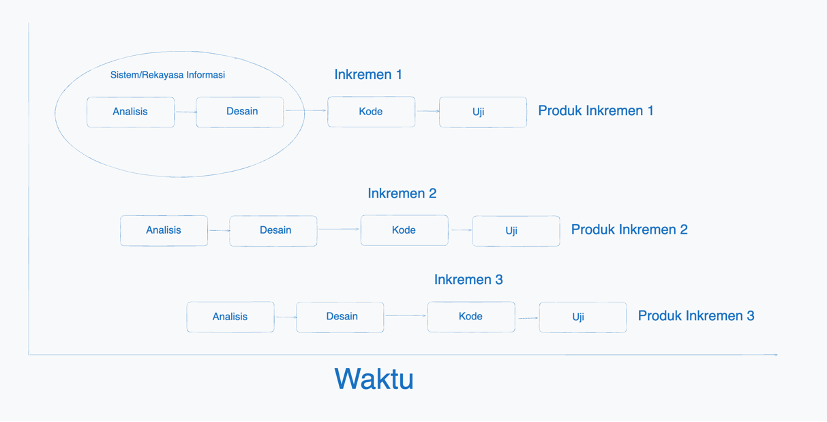 Sistem/Rekayasa Informasi
Inkremen 1
Analisis
Desain
Kode
Uji
Produk Inkremen 1
Inkremen 2
Analisis
Desain
Kode
Uji
Produk Inkremen 2
Inkremen 3
Analisis
Desain
Kode
Uji
Produk Inkremen 3
Waktu